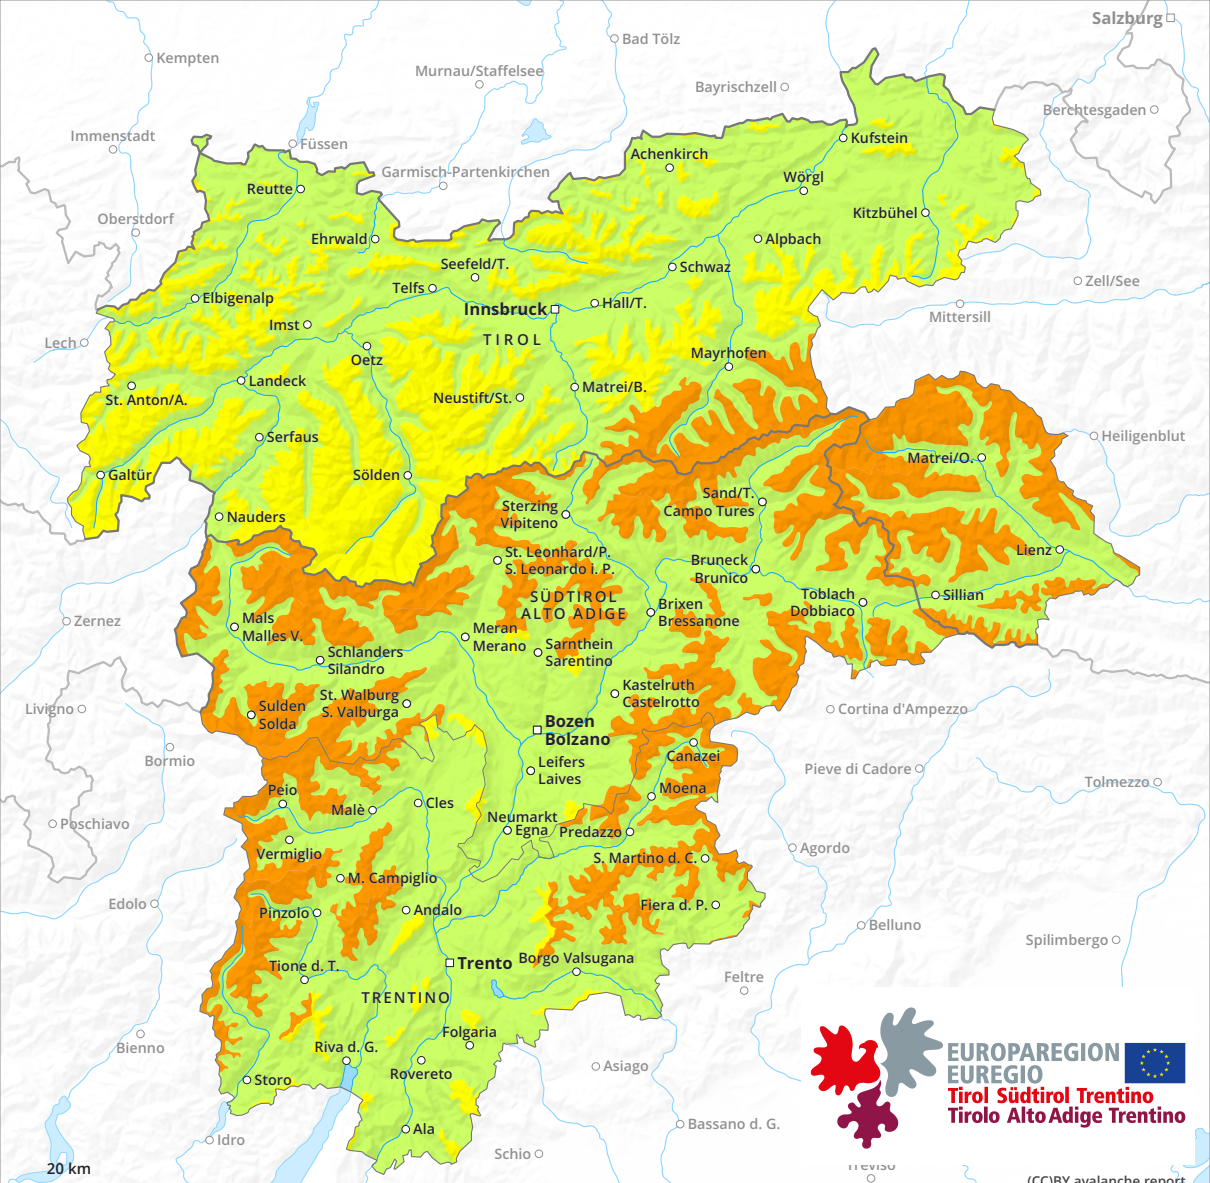 Salzburg
Kempten
Bad Tölz
Murnau/Staffelsee
Bayrischzell
Berchtesgaden
Immenstadt
Füssen
Kufstein
Achenkirch
Garmisch-Partenkirchen
Wörgl
Reutte
Oberstdorf
Kitzbühel
Ehrwald
Alpbach
Seefeld/T.
Schwaz
Zell/See
Telfs
Elbigenalp
Innsbruck
Hall/T.
Mittersill
Imst
TIROL
Lech
Oetz
Mayrhofen
Landeck
Matrei/B.
St. Anton/A.
Neustift/St.
Serfaus
Heiligenblut
Matrei/O.
Galtür
Sölden
Sand/T.
Campo Tures
Sterzing
Vipiteno
Nauders
Lienz
St. Leonhard/P.
S. Leonardo i. P.
Bruneck
Brunico
SÜDTIROL
ALTO ADIGE
Toblach
Dobbiaco
Sillian
Brixen
Bressanone
Zernez
Mals
Malles V.
Meran
Merano
Sarnthein
Sarentino
Schlanders
Silandro
Kastelruth
Castelrotto
St. Walburg
S. Valburga
Sulden
Solda
Livigno
Cortina d'Ampezzo
Bozen
Bolzano
Bormio
Canazei
Leifers
Laives
Pieve di Cadore
Tolmezzo
Peio
Moena
Malè
Cles
Neumarkt
Egna
Predazzo
Poschiavo
Vermiglio
Agordo
S. Martino d. C.
M. Campiglio
Edolo
Pinzolo
Andalo
Fiera d. P.
Belluno
Spilimbergo
Trento
Borgo Valsugana
Tione d. T.
Feltre
TRENTINO
Folgaria
Bienno
Riva d. G.
Rovereto
Asiago
Storo
EUROPAREGION
EUREGIO
Tirol Südtirol Trentino
Tirolo Alto Adige Trentino
Ala
Idro
Bassano d. G.
Schio
Treviso
20 km
(CC)BY avalanche.report